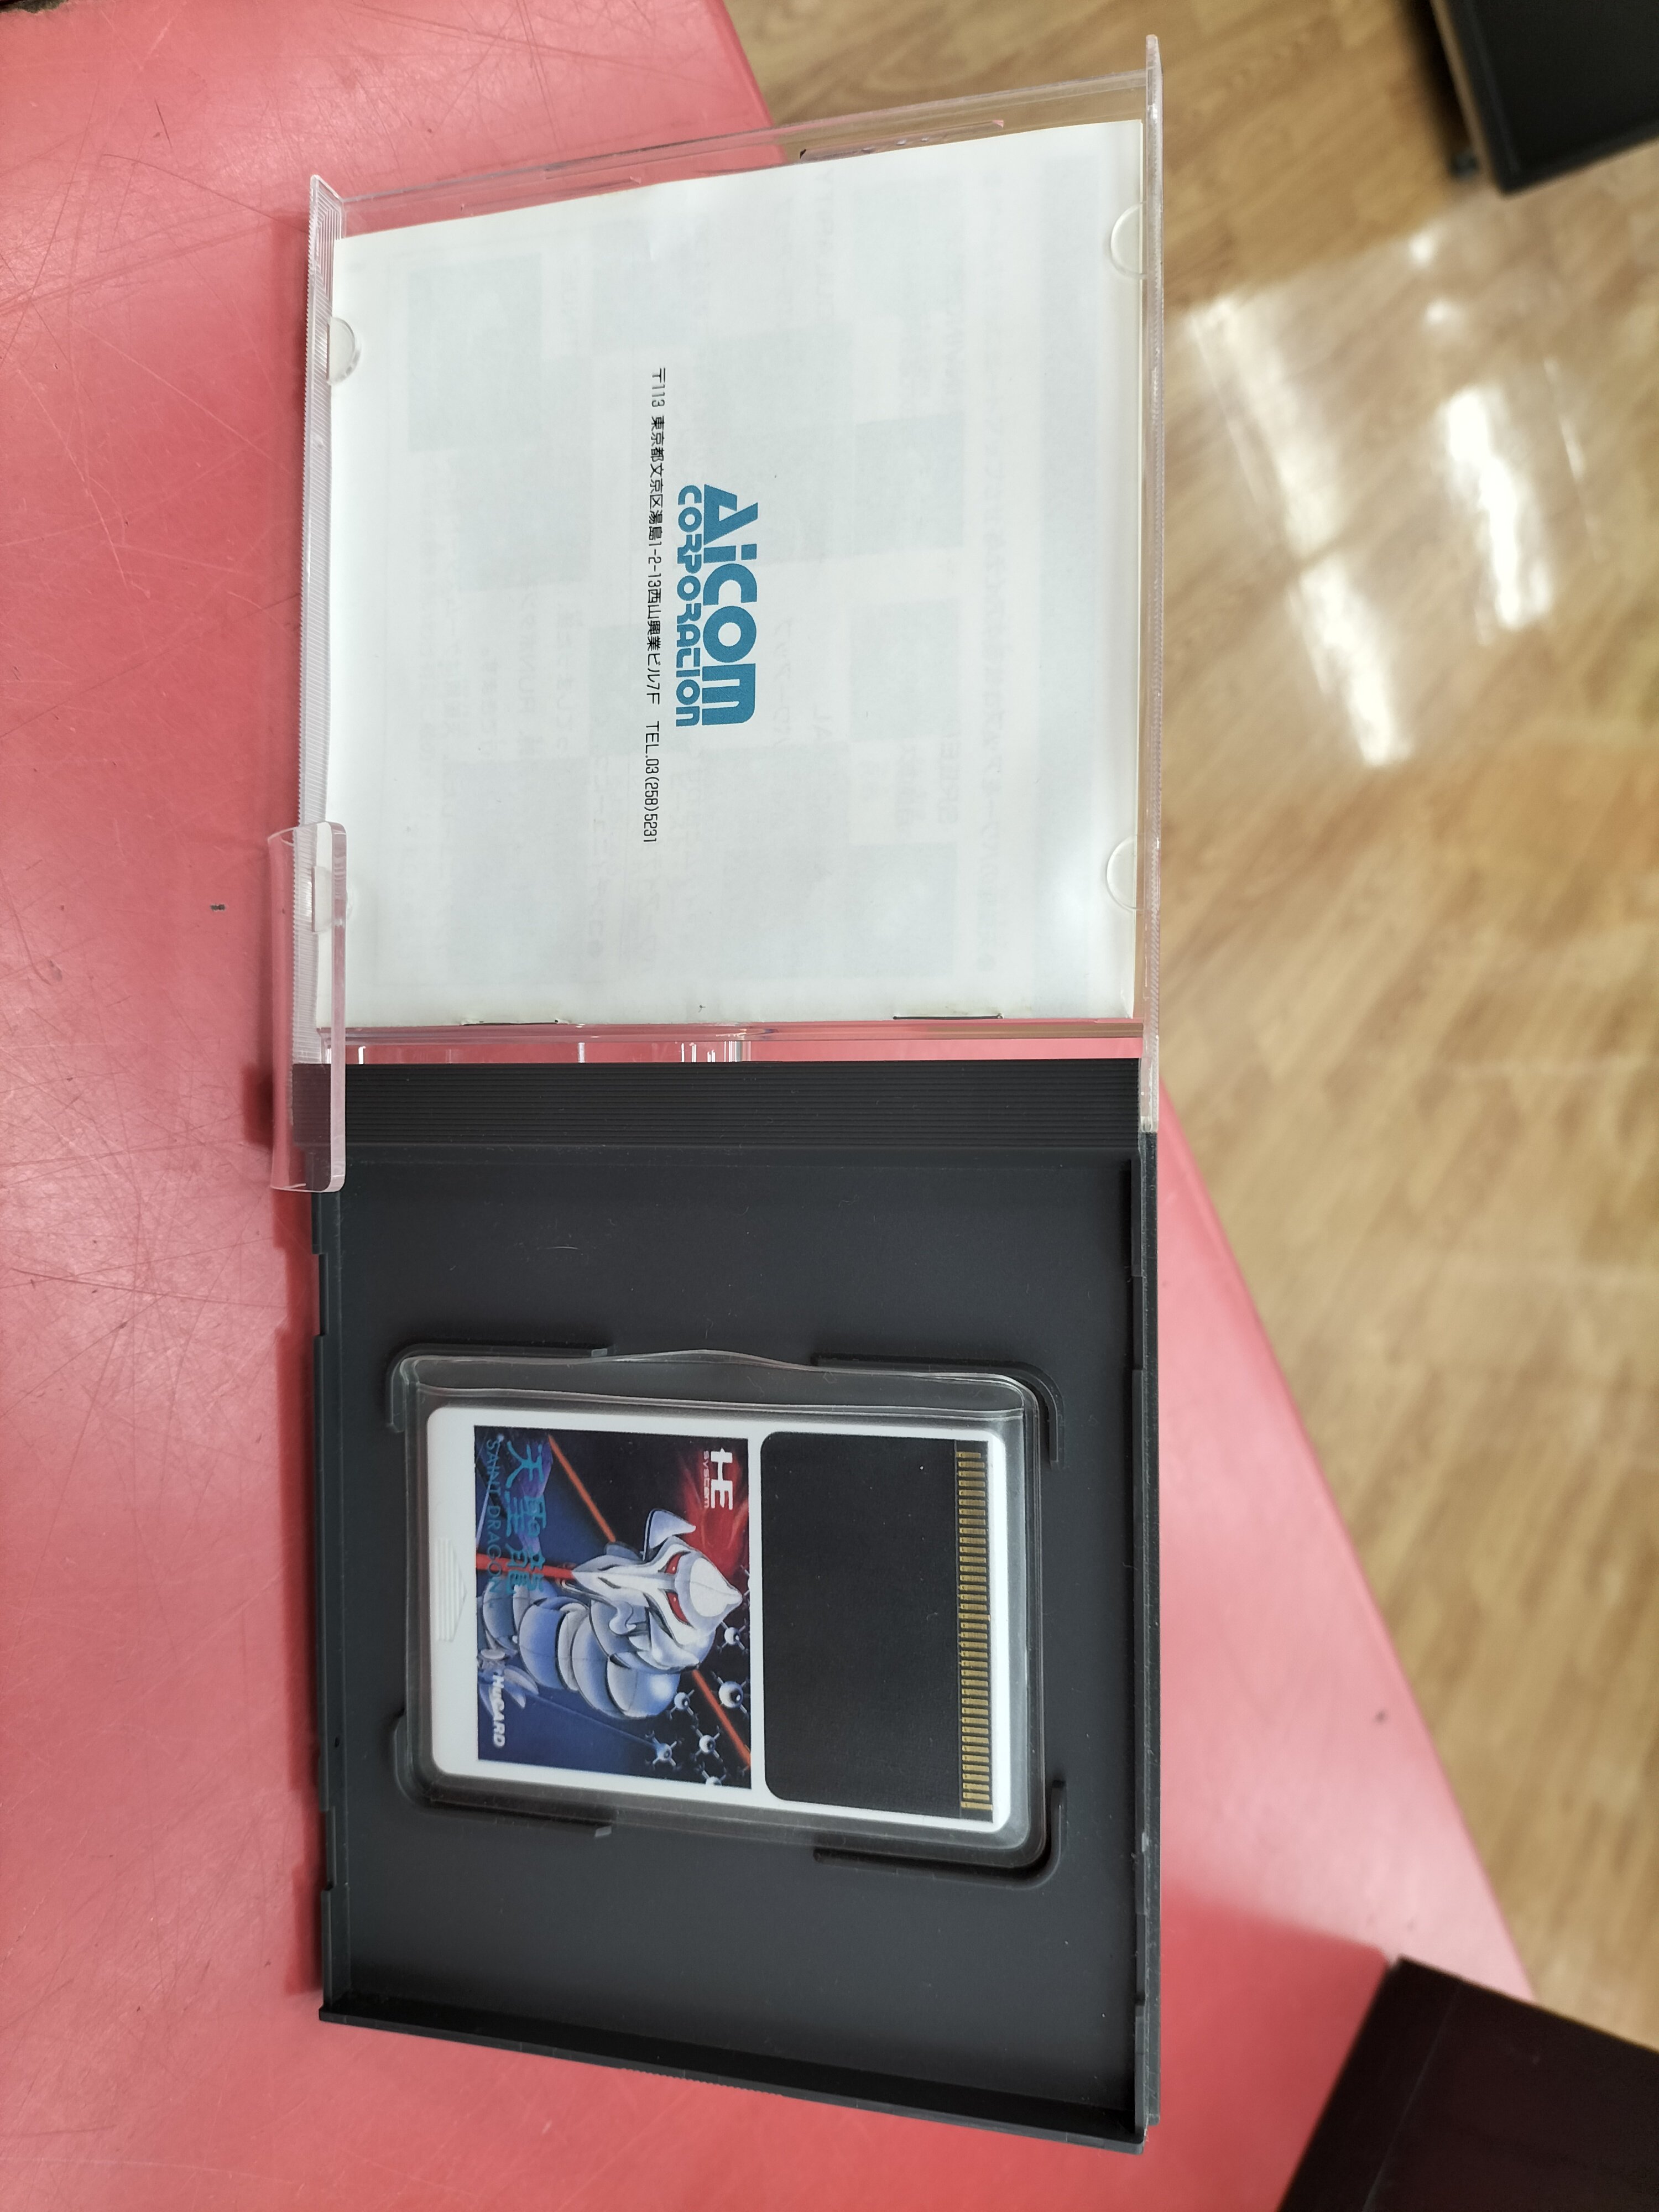 Aicom
CORPORATION
〒113 東京都文京区湯島1-2-13西山興業ビル7F TEL.03(258)5231
HE
system
天聖龍
SAINT DRAGON
HuCARD